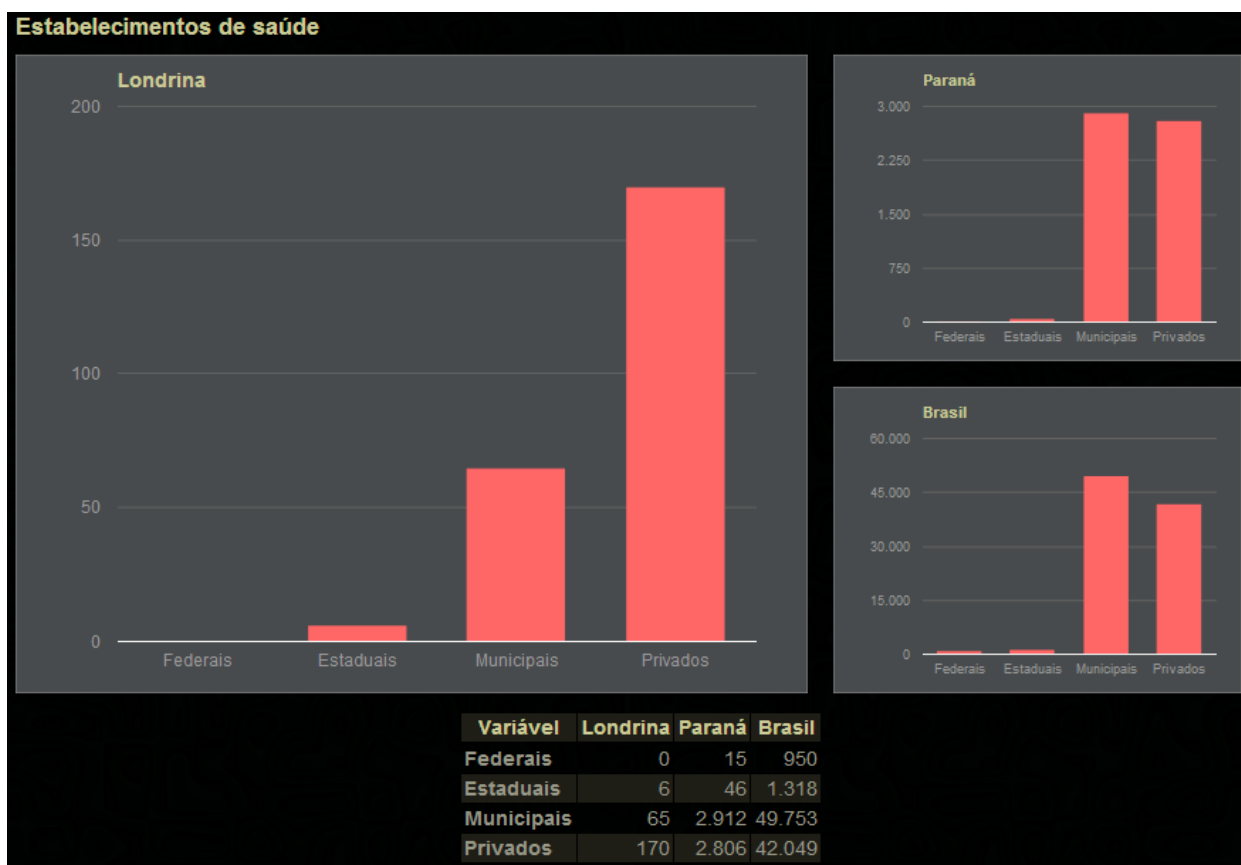 Estabelecimentos de saúde
Londrina
200
150
100
50
0
Federais Estaduais Municipais Privados
Paraná
3.000
2.250
1.500
750
0
Federais Estaduais Municipais Privados
Brasil
60.000
45.000
30.000
15.000
0
Federais Estaduais Municipais Privados
Variável Londrina Paraná Brasil
Federais 0 15 950
Estaduais 6 46 1.318
Municipais 65 2.912 49.753
Privados 170 2.806 42.049